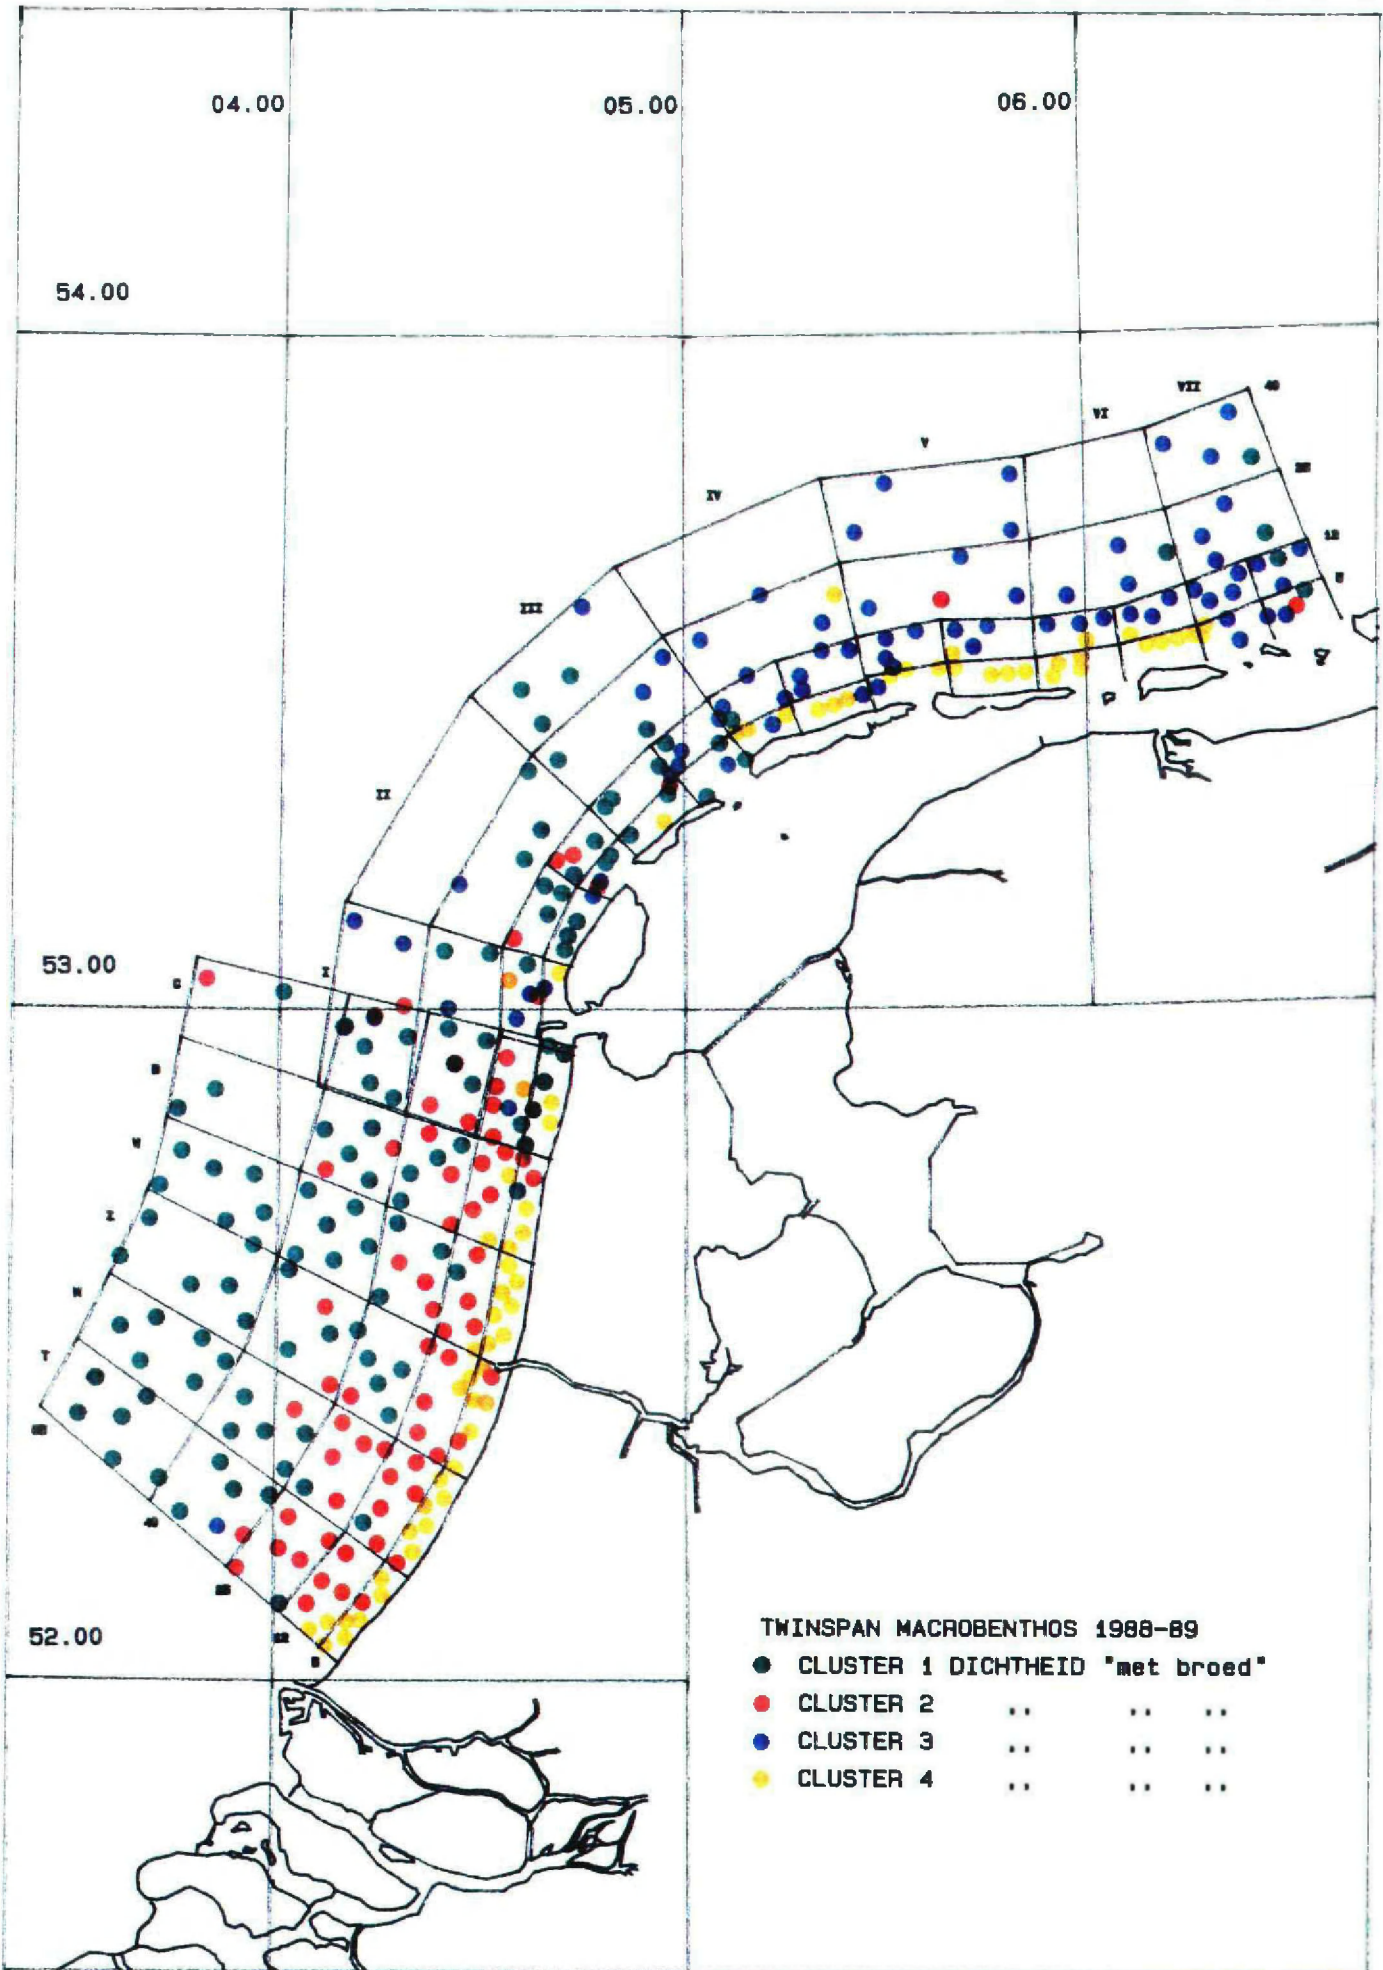 04.00
05.00
06.00
54.00
VII
VI
V
IV
12
III
II
53.00
I
G
T
52.00
TWINSPAN MACROBENTHOS 1988-89
CLUSTER 1 DICHTHEID "met broed"
CLUSTER 2 .. .. ..
CLUSTER 3 .. .. ..
CLUSTER 4 .. .. ..